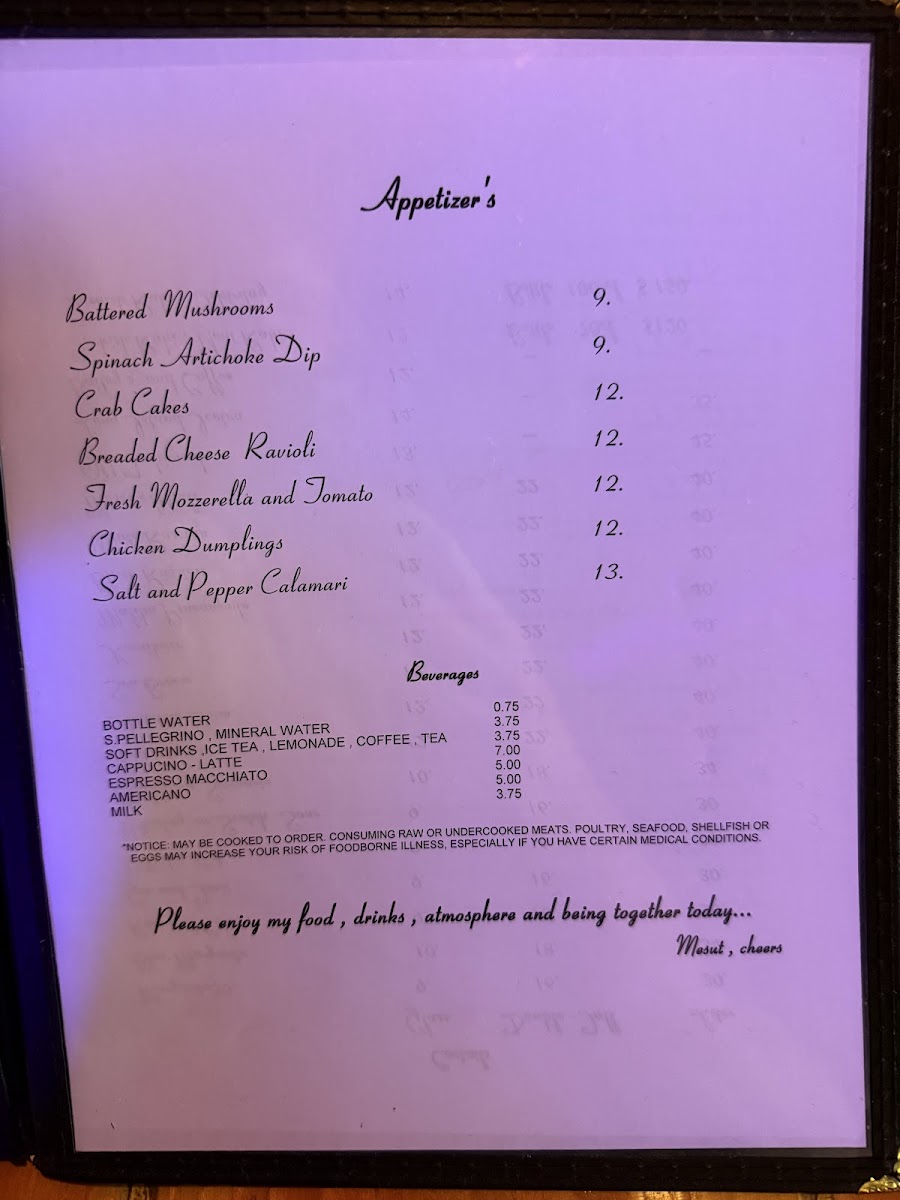 Appetizer's
Battered Mushrooms 9.
Spinach Artichoke Dip 9.
Crab Cakes 12.
Breaded Cheese Ravioli 12.
Fresh Mozzerella and Tomato 12.
Chicken Dumplings 12.
Salt and Pepper Calamari 13.
Beverages
BOTTLE WATER 0.75
S.PELLEGRINO , MINERAL WATER 3.75
SOFT DRINKS ,ICE TEA , LEMONADE , COFFEE , TEA 3.75
CAPPUCINO - LATTE 7.00
ESPRESSO MACCHIATO 5.00
AMERICANO 5.00
MILK 3.75
*NOTICE: MAY BE COOKED TO ORDER. CONSUMING RAW OR UNDERCOOKED MEATS. POULTRY, SEAFOOD, SHELLFISH OR
EGGS MAY INCREASE YOUR RISK OF FOODBORNE ILLNESS, ESPECIALLY IF YOU HAVE CERTAIN MEDICAL CONDITIONS.
Please enjoy my food , drinks , atmosphere and being together today...
Mesut , cheers